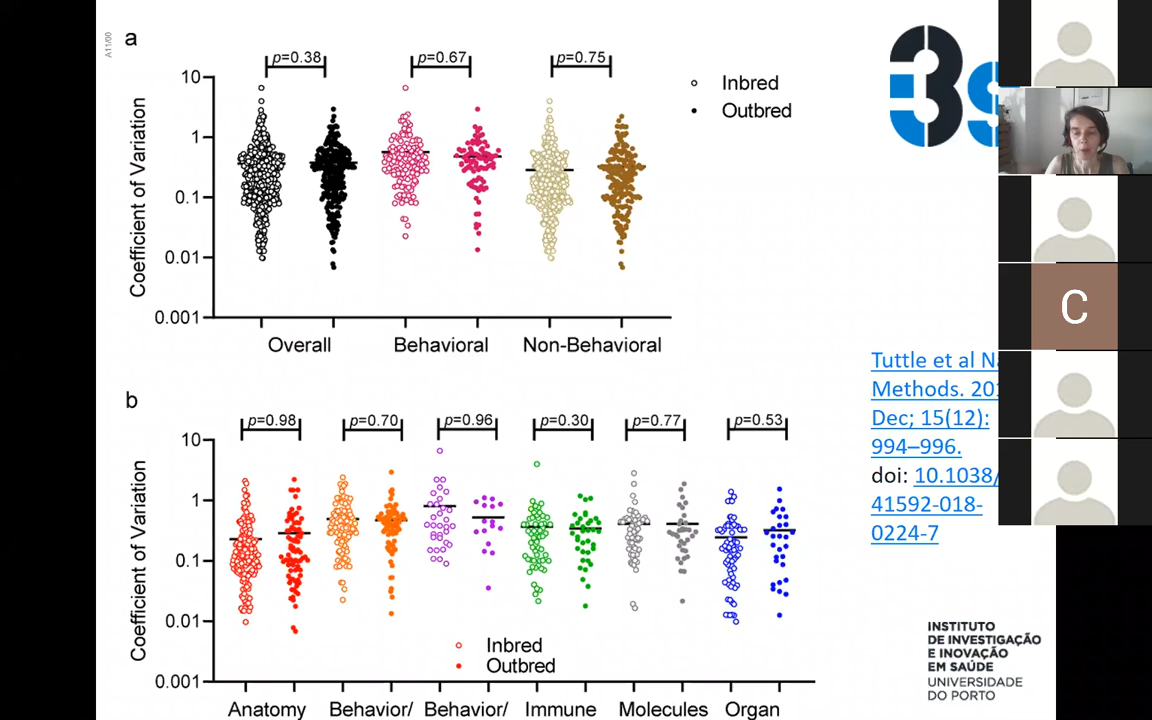 A11/00
a
p=0.38
p=0.67
p=0.75
10
1
0.1
0.01
0.001
Coefficient of Variation
Inbred
Outbred
Overall
Behavioral
Non-Behavioral
i3S
C
Tuttle et al
Methods.
Dec; 15(12):
994–996.
doi: 10.1038/
41592-018-
0224-7
b
p=0.98
p=0.70
p=0.96
p=0.30
p=0.77
p=0.53
10
1
0.1
0.01
0.001
Coefficient of Variation
Inbred
Outbred
Anatomy
Behavior/
Behavior/
Immune
Molecules
Organ
INSTITUTO
DE INVESTIGAÇÃO
E INOVAÇÃO
EM SAÚDE
UNIVERSIDADE
DO PORTO